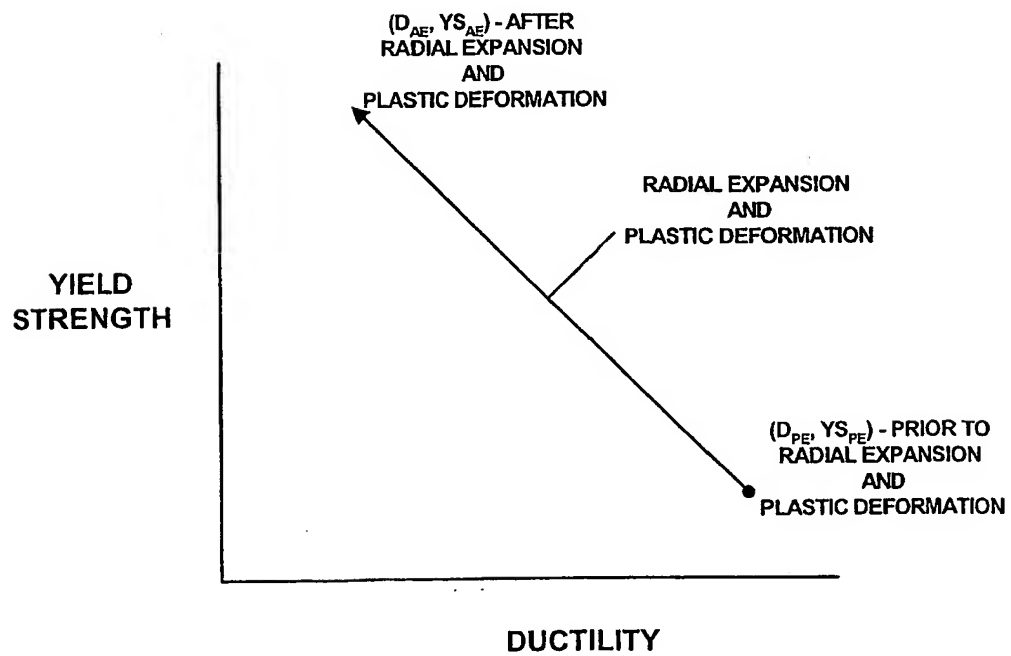 (D_AE, YS_AE) - AFTER
RADIAL EXPANSION
AND
PLASTIC DEFORMATION
RADIAL EXPANSION
AND
PLASTIC DEFORMATION
YIELD
STRENGTH
(D_PE, YS_PE) - PRIOR TO
RADIAL EXPANSION
AND
PLASTIC DEFORMATION
DUCTILITY